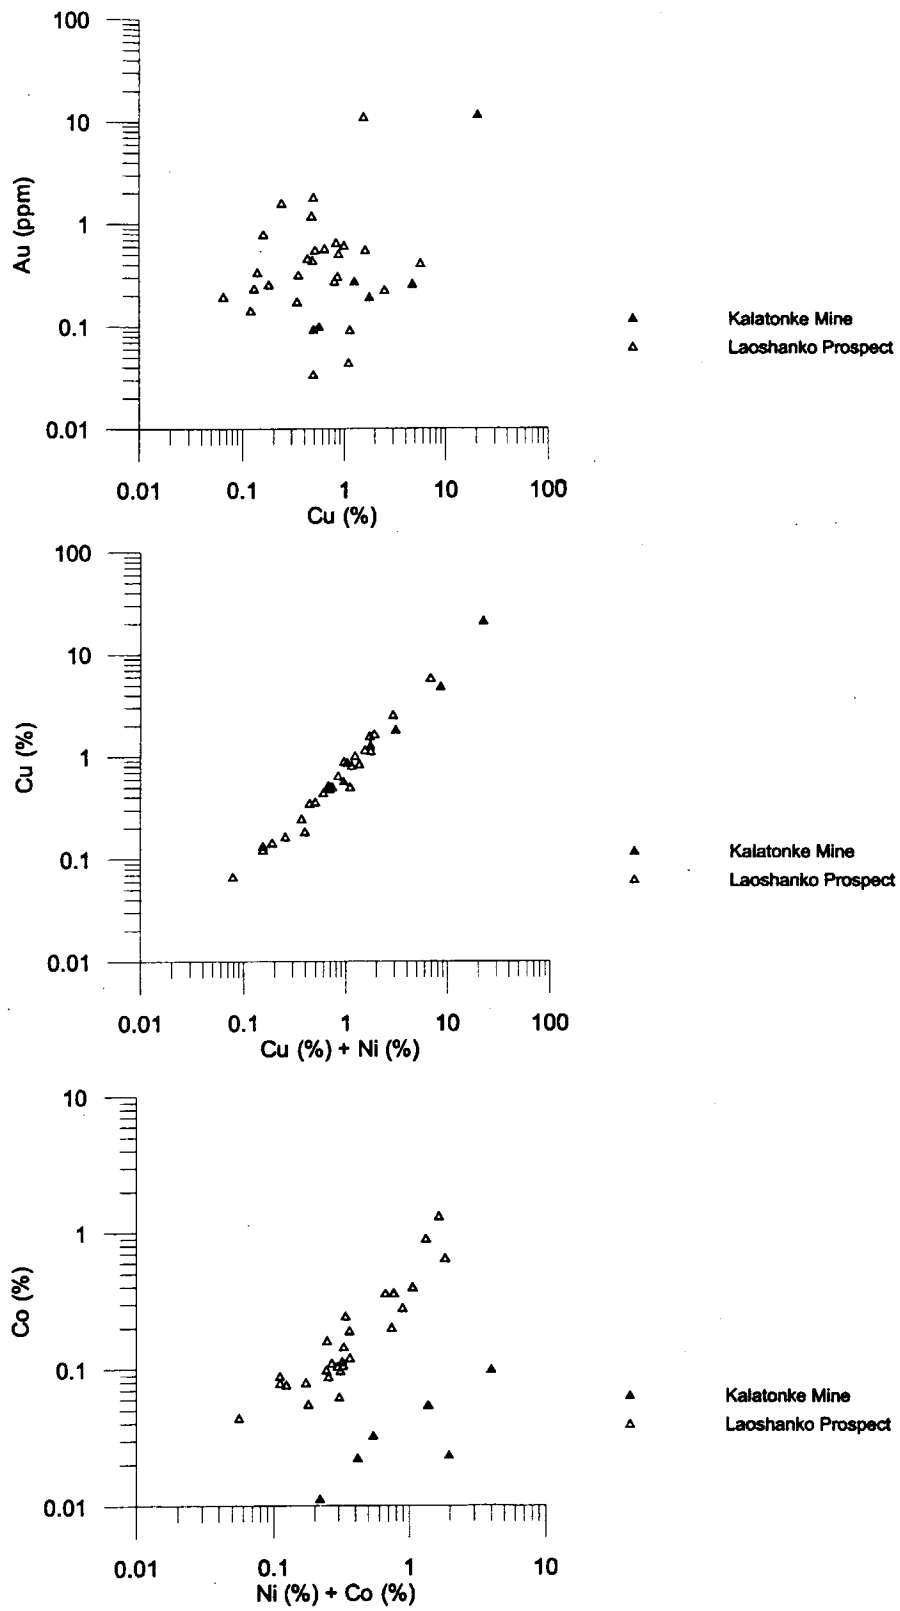 100
10
1
0.1
0.01
Au (ppm)
0.01 0.1 1 10 100
Cu (%)
Kalatonke Mine
Laoshanko Prospect
100
10
1
0.1
0.01
Cu (%)
0.01 0.1 1 10 100
Cu (%) + Ni (%)
Kalatonke Mine
Laoshanko Prospect
10
1
0.1
0.01
Co (%)
0.01 0.1 1 10
Ni (%) + Co (%)
Kalatonke Mine
Laoshanko Prospect